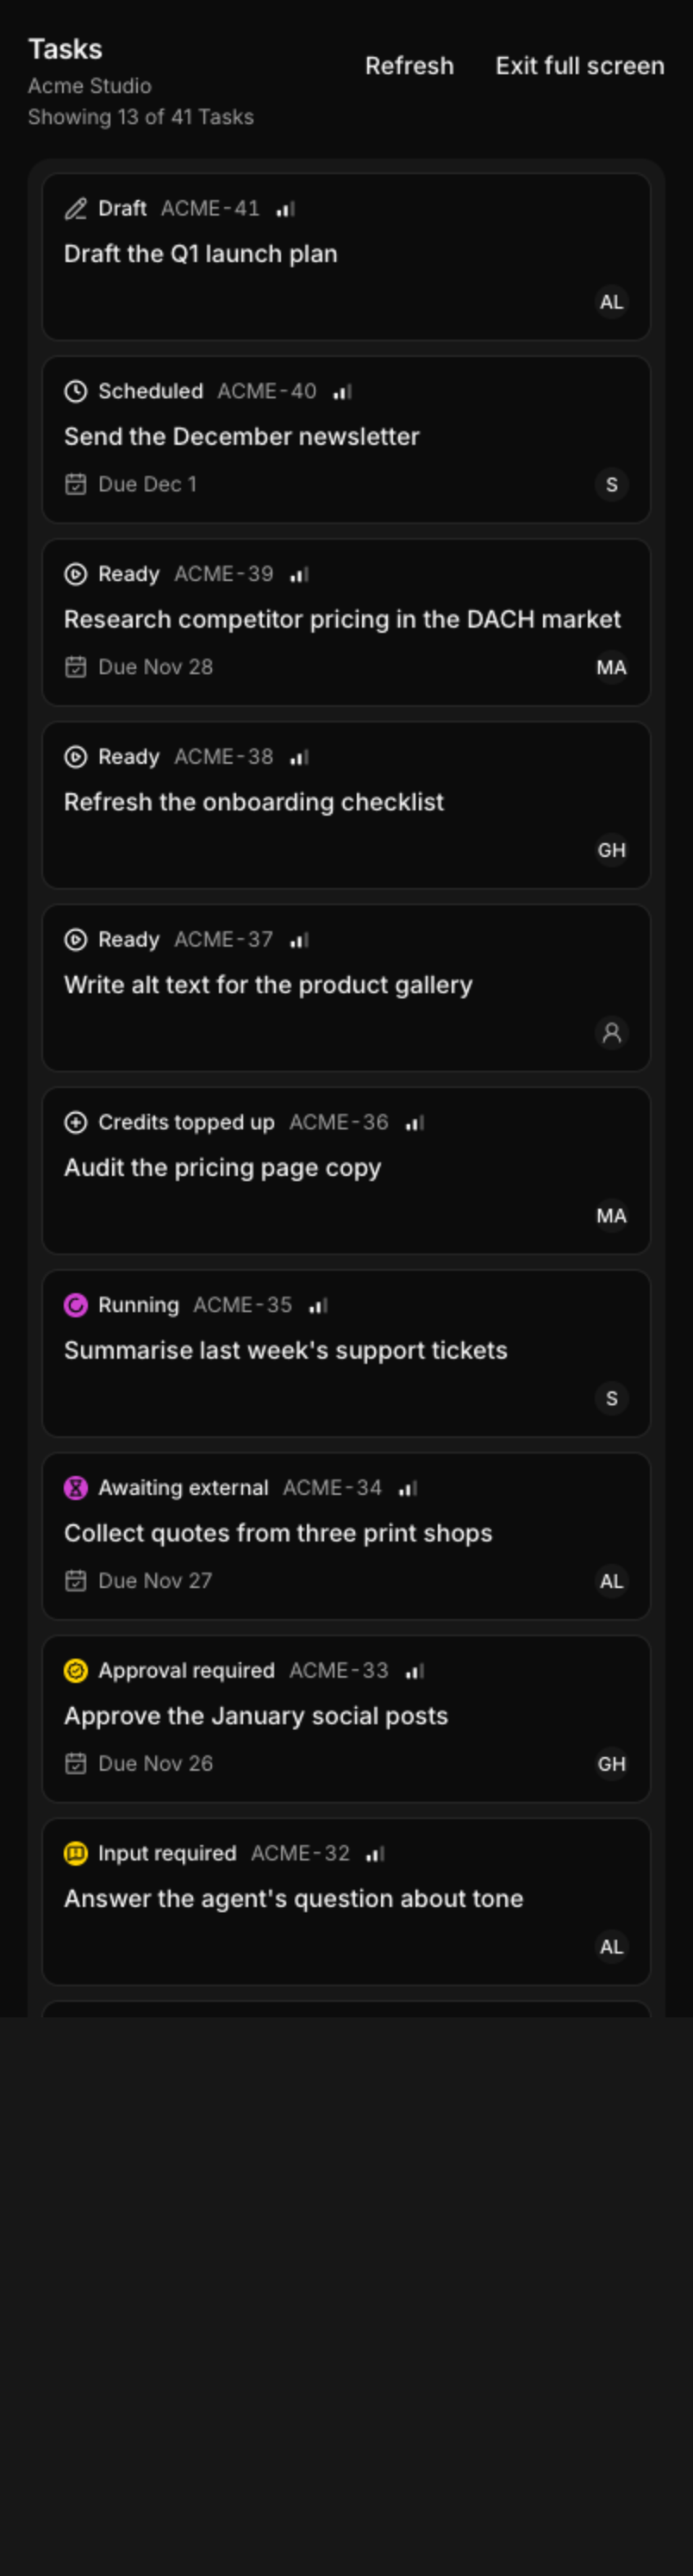 Tasks
Refresh
Exit full screen
Acme Studio
Showing 13 of 41 Tasks
Draft ACME-41
Draft the Q1 launch plan
AL
Scheduled ACME-40
Send the December newsletter
Due Dec 1
S
Ready ACME-39
Research competitor pricing in the DACH market
Due Nov 28
MA
Ready ACME-38
Refresh the onboarding checklist
GH
Ready ACME-37
Write alt text for the product gallery
Credits topped up ACME-36
Audit the pricing page copy
MA
Running ACME-35
Summarise last week's support tickets
S
Awaiting external ACME-34
Collect quotes from three print shops
Due Nov 27
AL
Approval required ACME-33
Approve the January social posts
Due Nov 26
GH
Input required ACME-32
Answer the agent's question about tone
AL